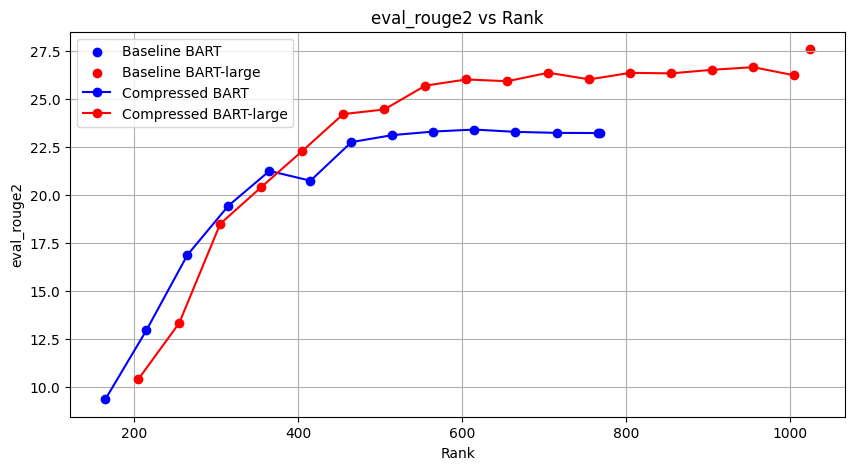 eval_rouge2 vs Rank
Baseline BART
Baseline BART-large
Compressed BART
Compressed BART-large
eval_rouge2
27.5
25.0
22.5
20.0
17.5
15.0
12.5
10.0
200 400 600 800 1000
Rank